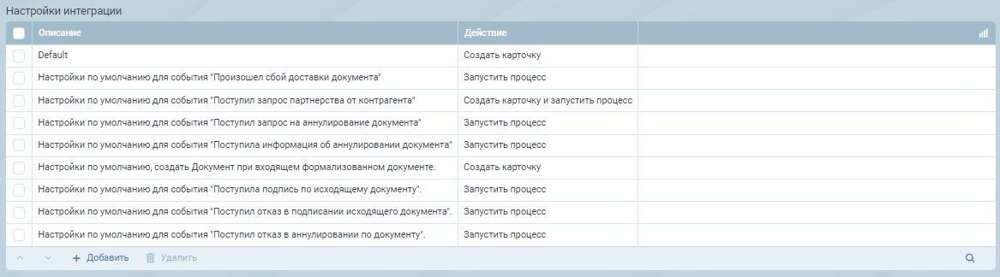 Настройки интеграции
Описание Действие
Default Создать карточку
Настройки по умолчанию для события "Произошел сбой доставки документа" Запустить процесс
Настройки по умолчанию для события "Поступил запрос партнерства от контрагента" Создать карточку и запустить процесс
Настройки по умолчанию для события "Поступил запрос на аннулирование документа" Запустить процесс
Настройки по умолчанию для события "Поступила информация об аннулировании документа" Запустить процесс
Настройки по умолчанию, создать Документ при входящем формализованном документе. Создать карточку
Настройки по умолчанию для события "Поступила подпись по исходящему документу". Запустить процесс
Настройки по умолчанию для события "Поступил отказ в подписании исходящего документа". Запустить процесс
Настройки по умолчанию для события "Поступил отказ в аннулировании по документу". Запустить процесс
Добавить Удалить